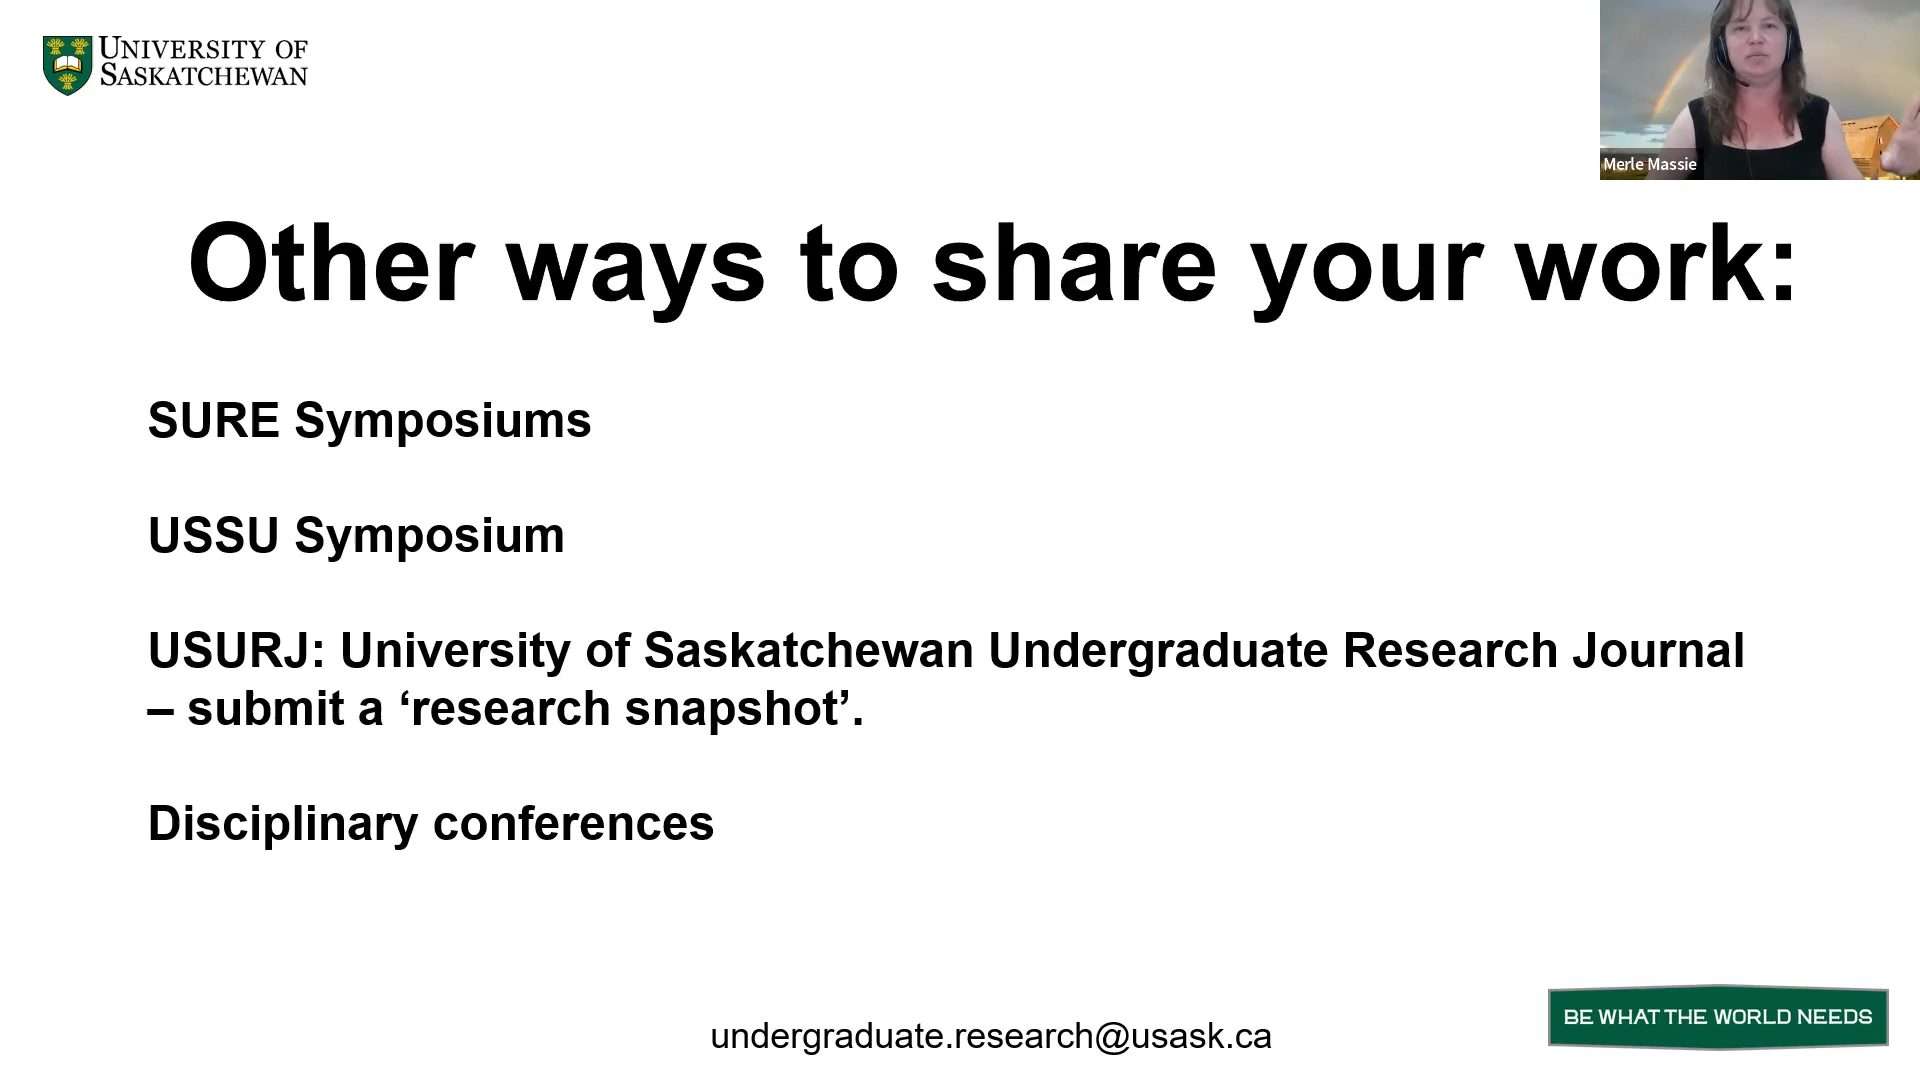 UNIVERSITY OF
SASKATCHEWAN
Merle Massie
Other ways to share your work:
SURE Symposiums
USSU Symposium
USURJ: University of Saskatchewan Undergraduate Research Journal
– submit a ‘research snapshot’.
Disciplinary conferences
undergraduate.research@usask.ca
BE WHAT THE WORLD NEEDS